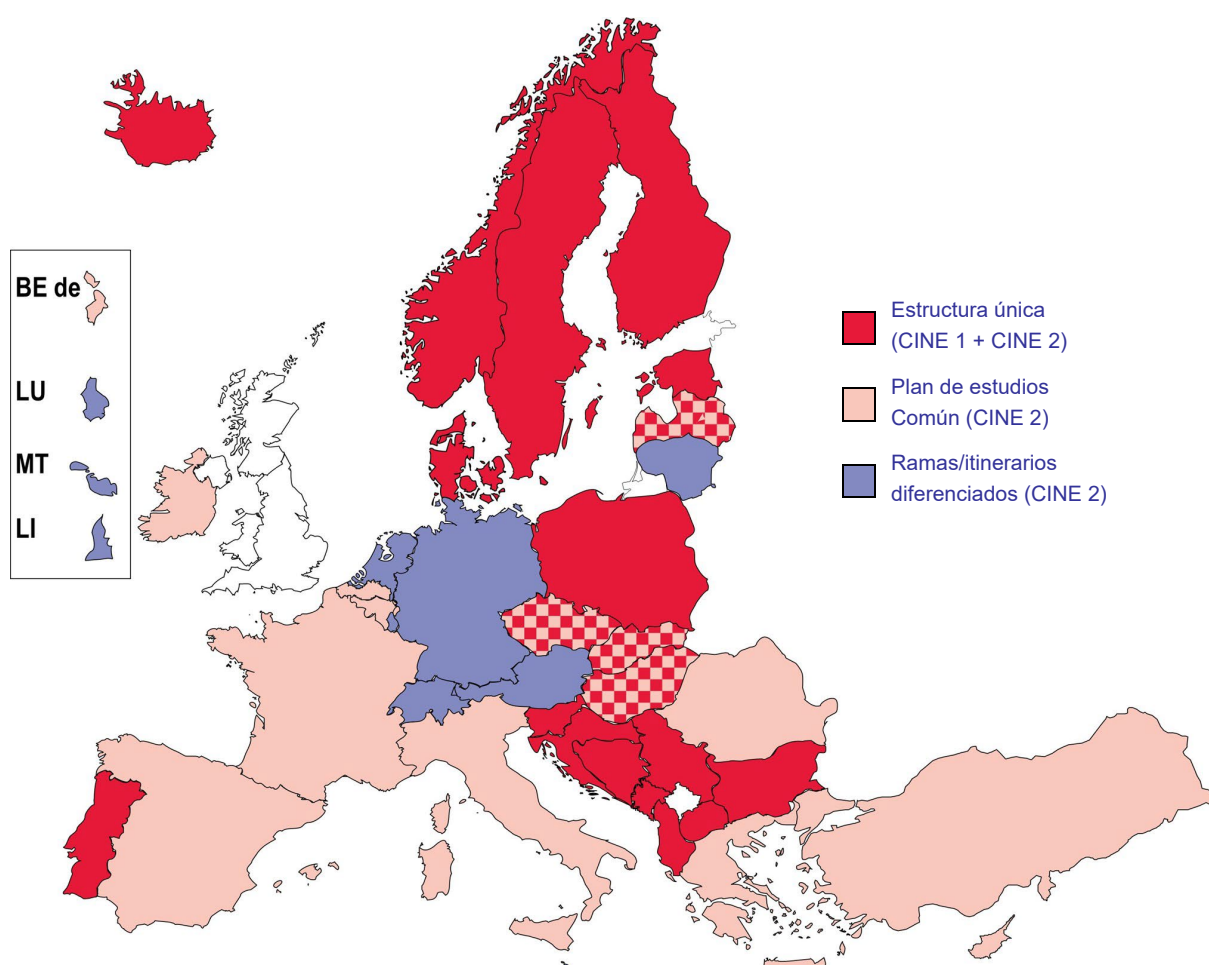 BE de
LU
MT
LI
Estructura única
(CINE 1 + CINE 2)
Plan de estudios
Común (CINE 2)
Ramas/itinerarios
diferenciados (CINE 2)